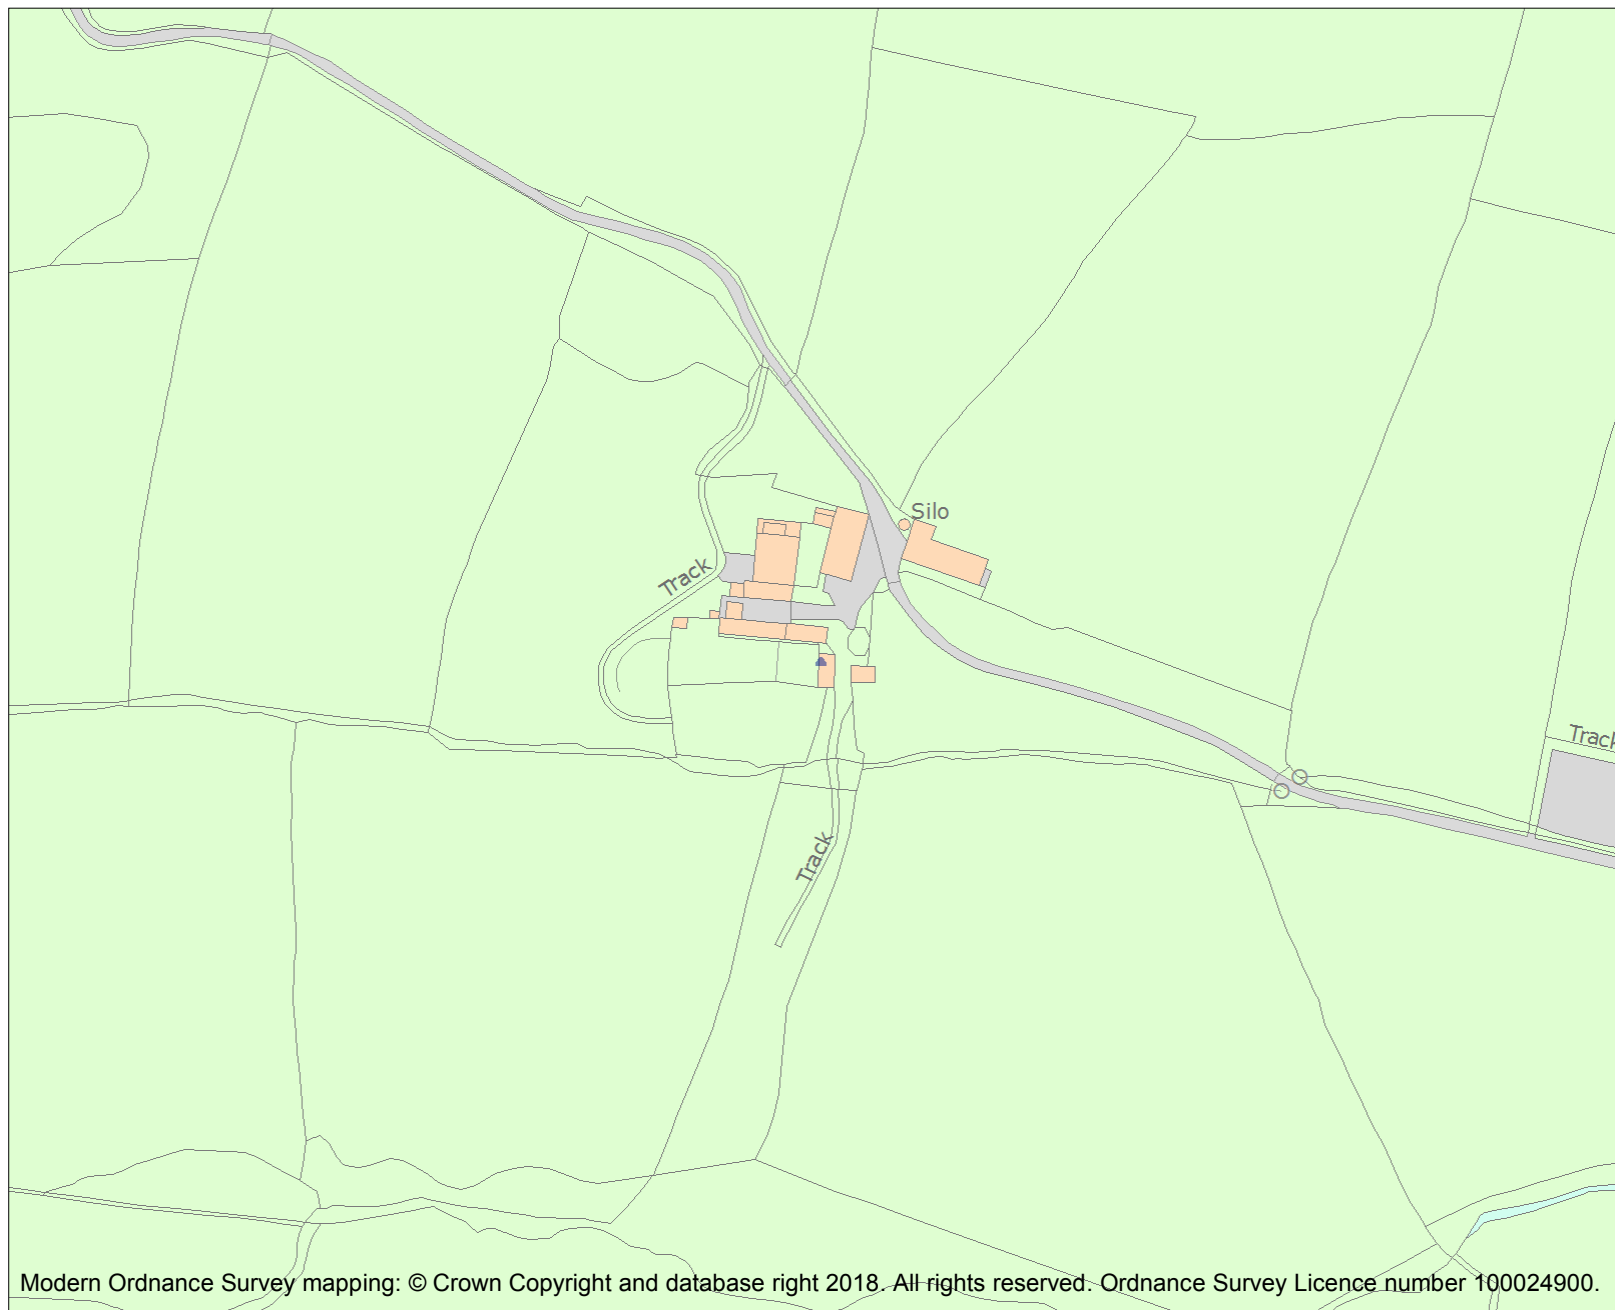 Silo
Track
Track
Track
Modern Ordnance Survey mapping: © Crown Copyright and database right 2018. All rights reserved. Ordnance Survey Licence number 100024900.